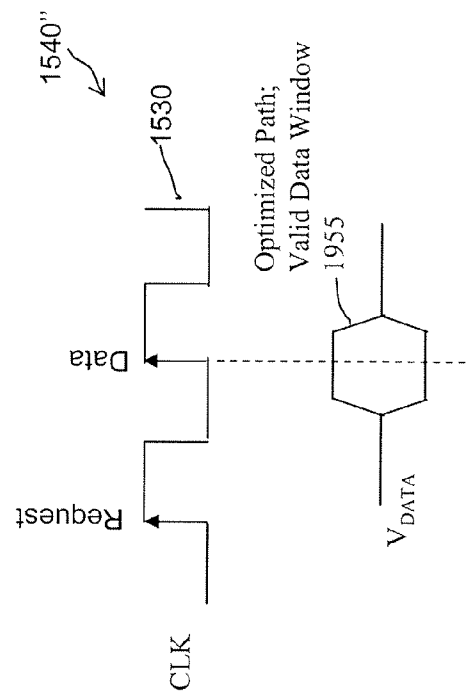 1540"
1530
Request
Data
CLK
Optimized Path;
Valid Data Window
1955
V_DATA